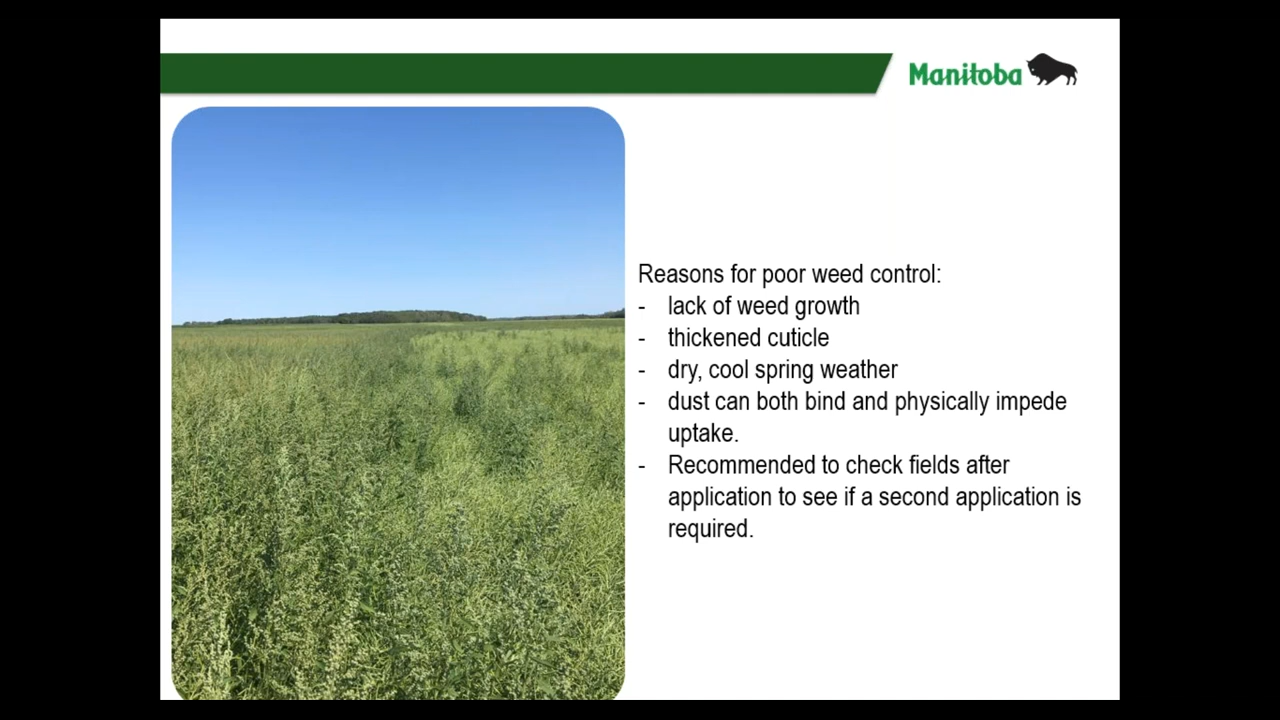 Manitoba
Reasons for poor weed control:
- lack of weed growth
- thickened cuticle
- dry, cool spring weather
- dust can both bind and physically impede
uptake.
- Recommended to check fields after
application to see if a second application is
required.